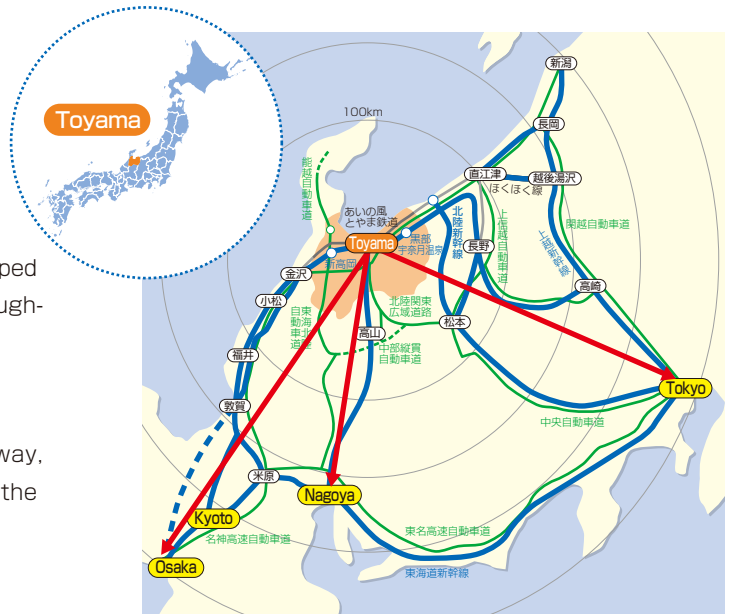 Toyama
100km
新潟
長岡
直江津
越後湯沢
ほくほく線
能越
自動車道
あいの風
とやま鉄道
Toyama
黒部
宇奈月温泉
北陸新幹線
上信越自動車道
長野
上越新幹線
関越自動車道
新高岡
金沢
小松
高崎
ped
ugh-
東海北陸
自動車道
北陸関東
広域道路
高山
松本
中部縦貫
自動車道
福井
敦賀
Tokyo
中央自動車道
way,
the
米原
Nagoya
Kyoto
名神高速自動車道
東名高速自動車道
Osaka
東海道新幹線